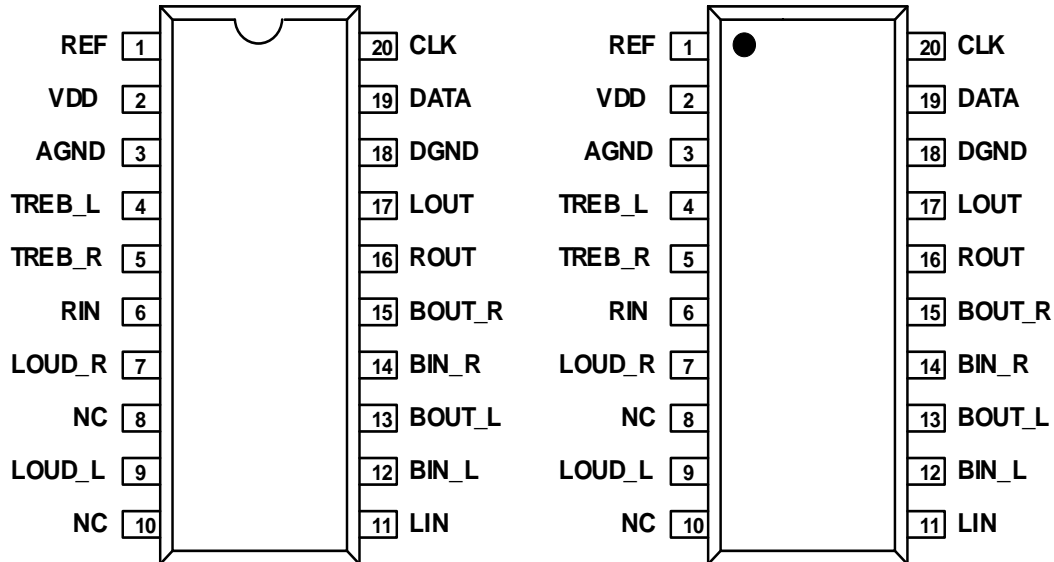 REF 1 20 CLK
VDD 2 19 DATA
AGND 3 18 DGND
TREB_L 4 17 LOUT
TREB_R 5 16 ROUT
RIN 6 15 BOUT_R
LOUD_R 7 14 BIN_R
NC 8 13 BOUT_L
LOUD_L 9 12 BIN_L
NC 10 11 LIN
REF 1 20 CLK
VDD 2 19 DATA
AGND 3 18 DGND
TREB_L 4 17 LOUT
TREB_R 5 16 ROUT
RIN 6 15 BOUT_R
LOUD_R 7 14 BIN_R
NC 8 13 BOUT_L
LOUD_L 9 12 BIN_L
NC 10 11 LIN